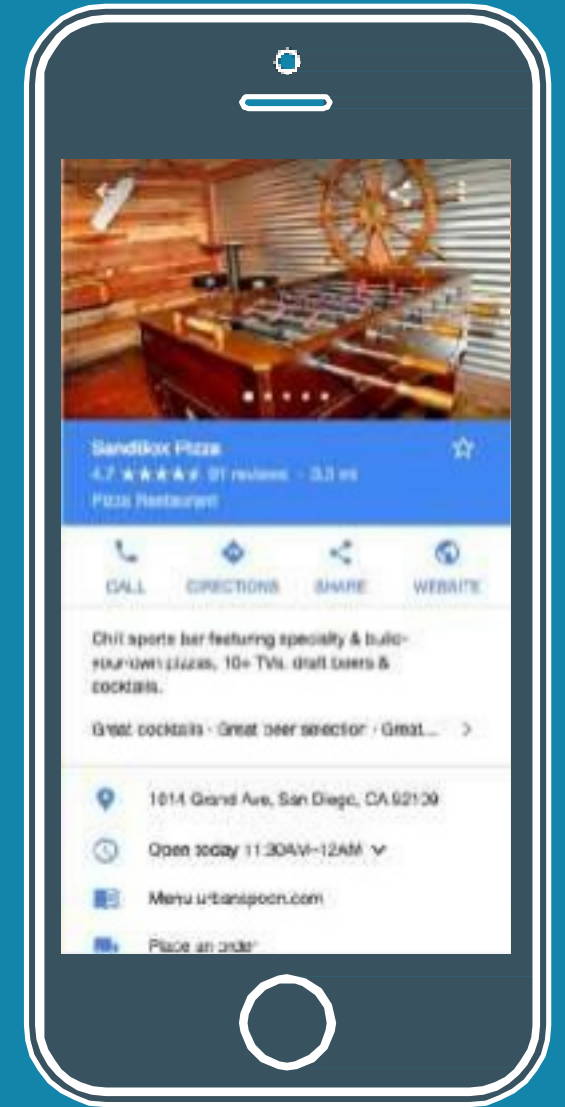 SandBox Pizza
4.7 91 reviews - 3.3 mi
Pizza Restaurant
CALL DIRECTIONS SHARE WEBSITE
Chill sports bar featuring specialty & build-
your-own pizzas, 10+ TVs, draft beers &
cocktails.
Great cocktails · Great beer selection · Great...
1014 Grand Ave, San Diego, CA 92109
Open today 11:30AM–12AM
Menu urbanspoon.com
Place an order